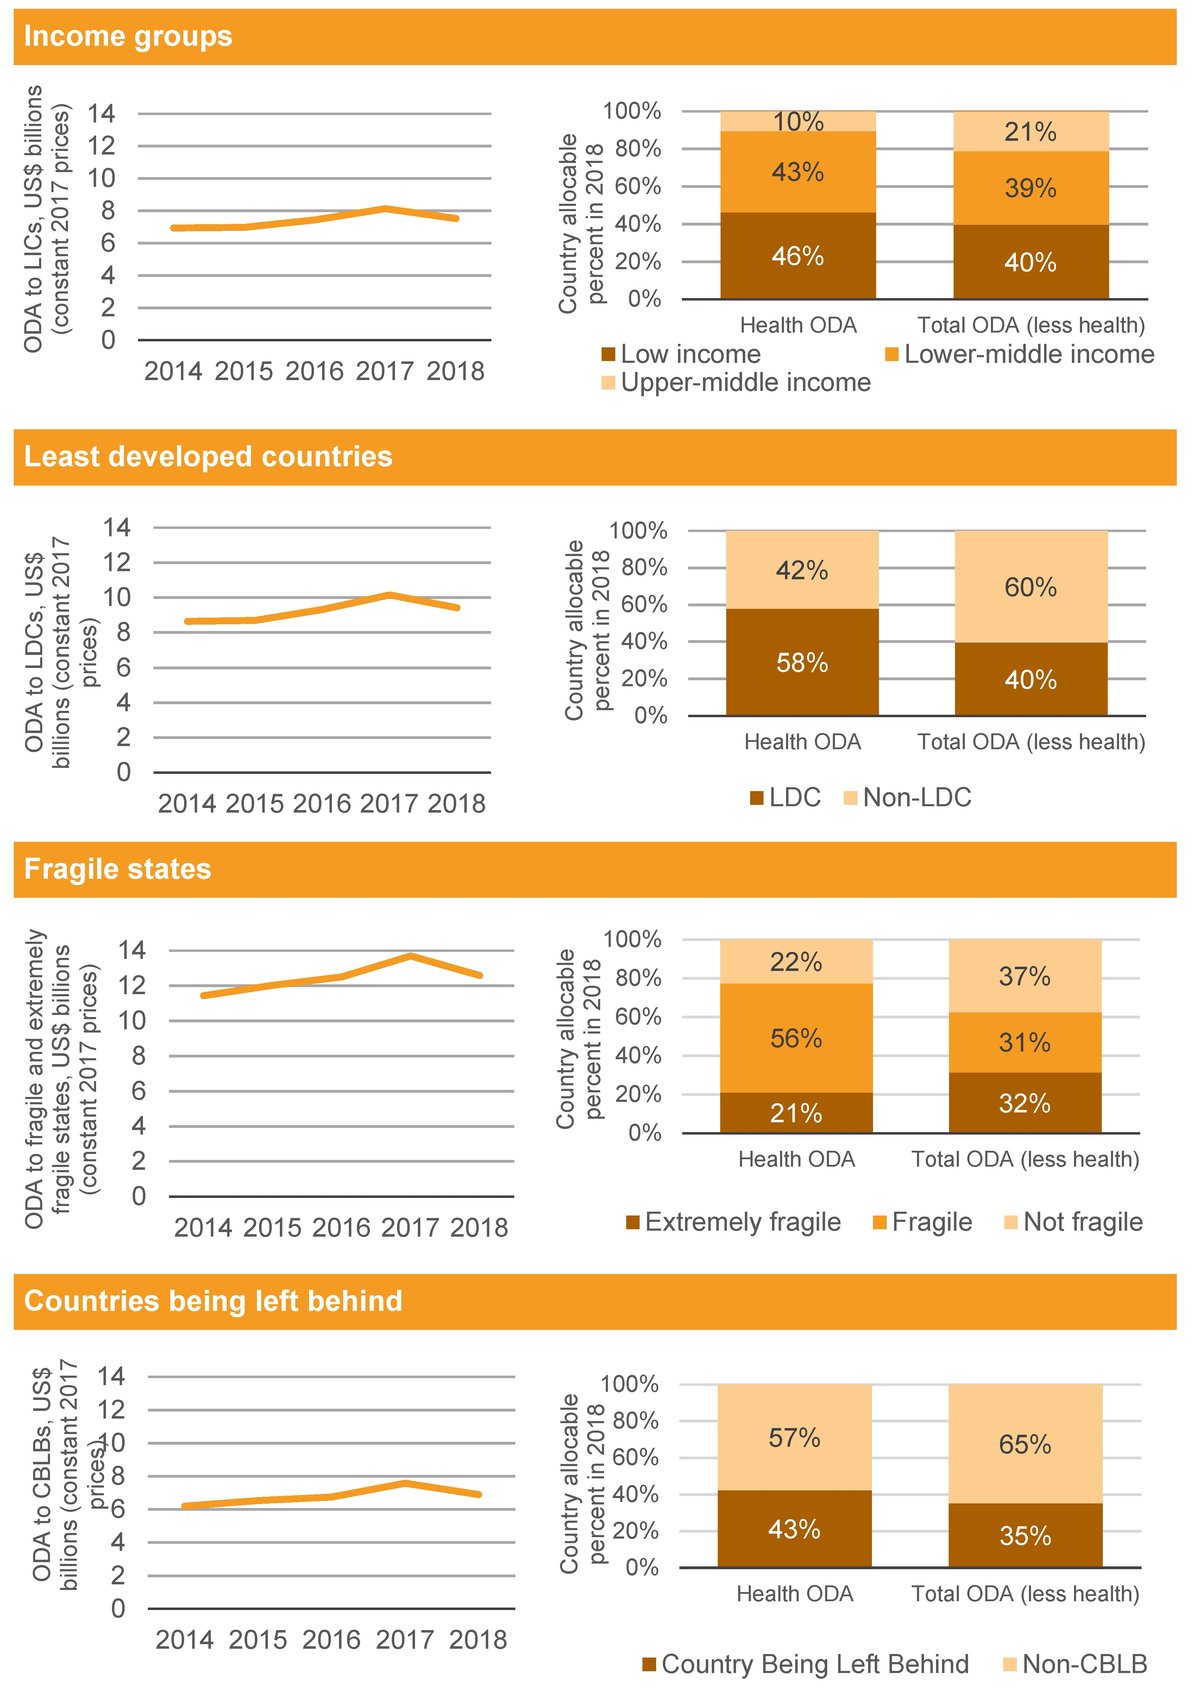 Income groups
ODA to LICs, US$ billions
(constant 2017 prices)
14
12
10
8
6
4
2
0
2014 2015 2016 2017 2018
Country allocable
percent in 2018
100%
80%
60%
40%
20%
0%
10%
43%
46%
21%
39%
40%
Health ODA
Total ODA (less health)
Low income
Lower-middle income
Upper-middle income
Least developed countries
ODA to LDCs, US$
billions (constant 2017
prices)
14
12
10
8
6
4
2
0
2014 2015 2016 2017 2018
Country allocable
percent in 2018
100%
80%
60%
40%
20%
0%
42%
58%
60%
40%
Health ODA
Total ODA (less health)
LDC
Non-LDC
Fragile states
ODA to fragile and extremely
fragile states, US$ billions
(constant 2017 prices)
14
12
10
8
6
4
2
0
2014 2015 2016 2017 2018
Country allocable
percent in 2018
100%
80%
60%
40%
20%
0%
22%
56%
21%
37%
31%
32%
Health ODA
Total ODA (less health)
Extremely fragile
Fragile
Not fragile
Countries being left behind
ODA to CBLBs, US$
billions (constant 2017
prices)
14
12
10
8
6
4
2
0
2014 2015 2016 2017 2018
Country allocable
percent in 2018
100%
80%
60%
40%
20%
0%
57%
43%
65%
35%
Health ODA
Total ODA (less health)
Country Being Left Behind
Non-CBLB